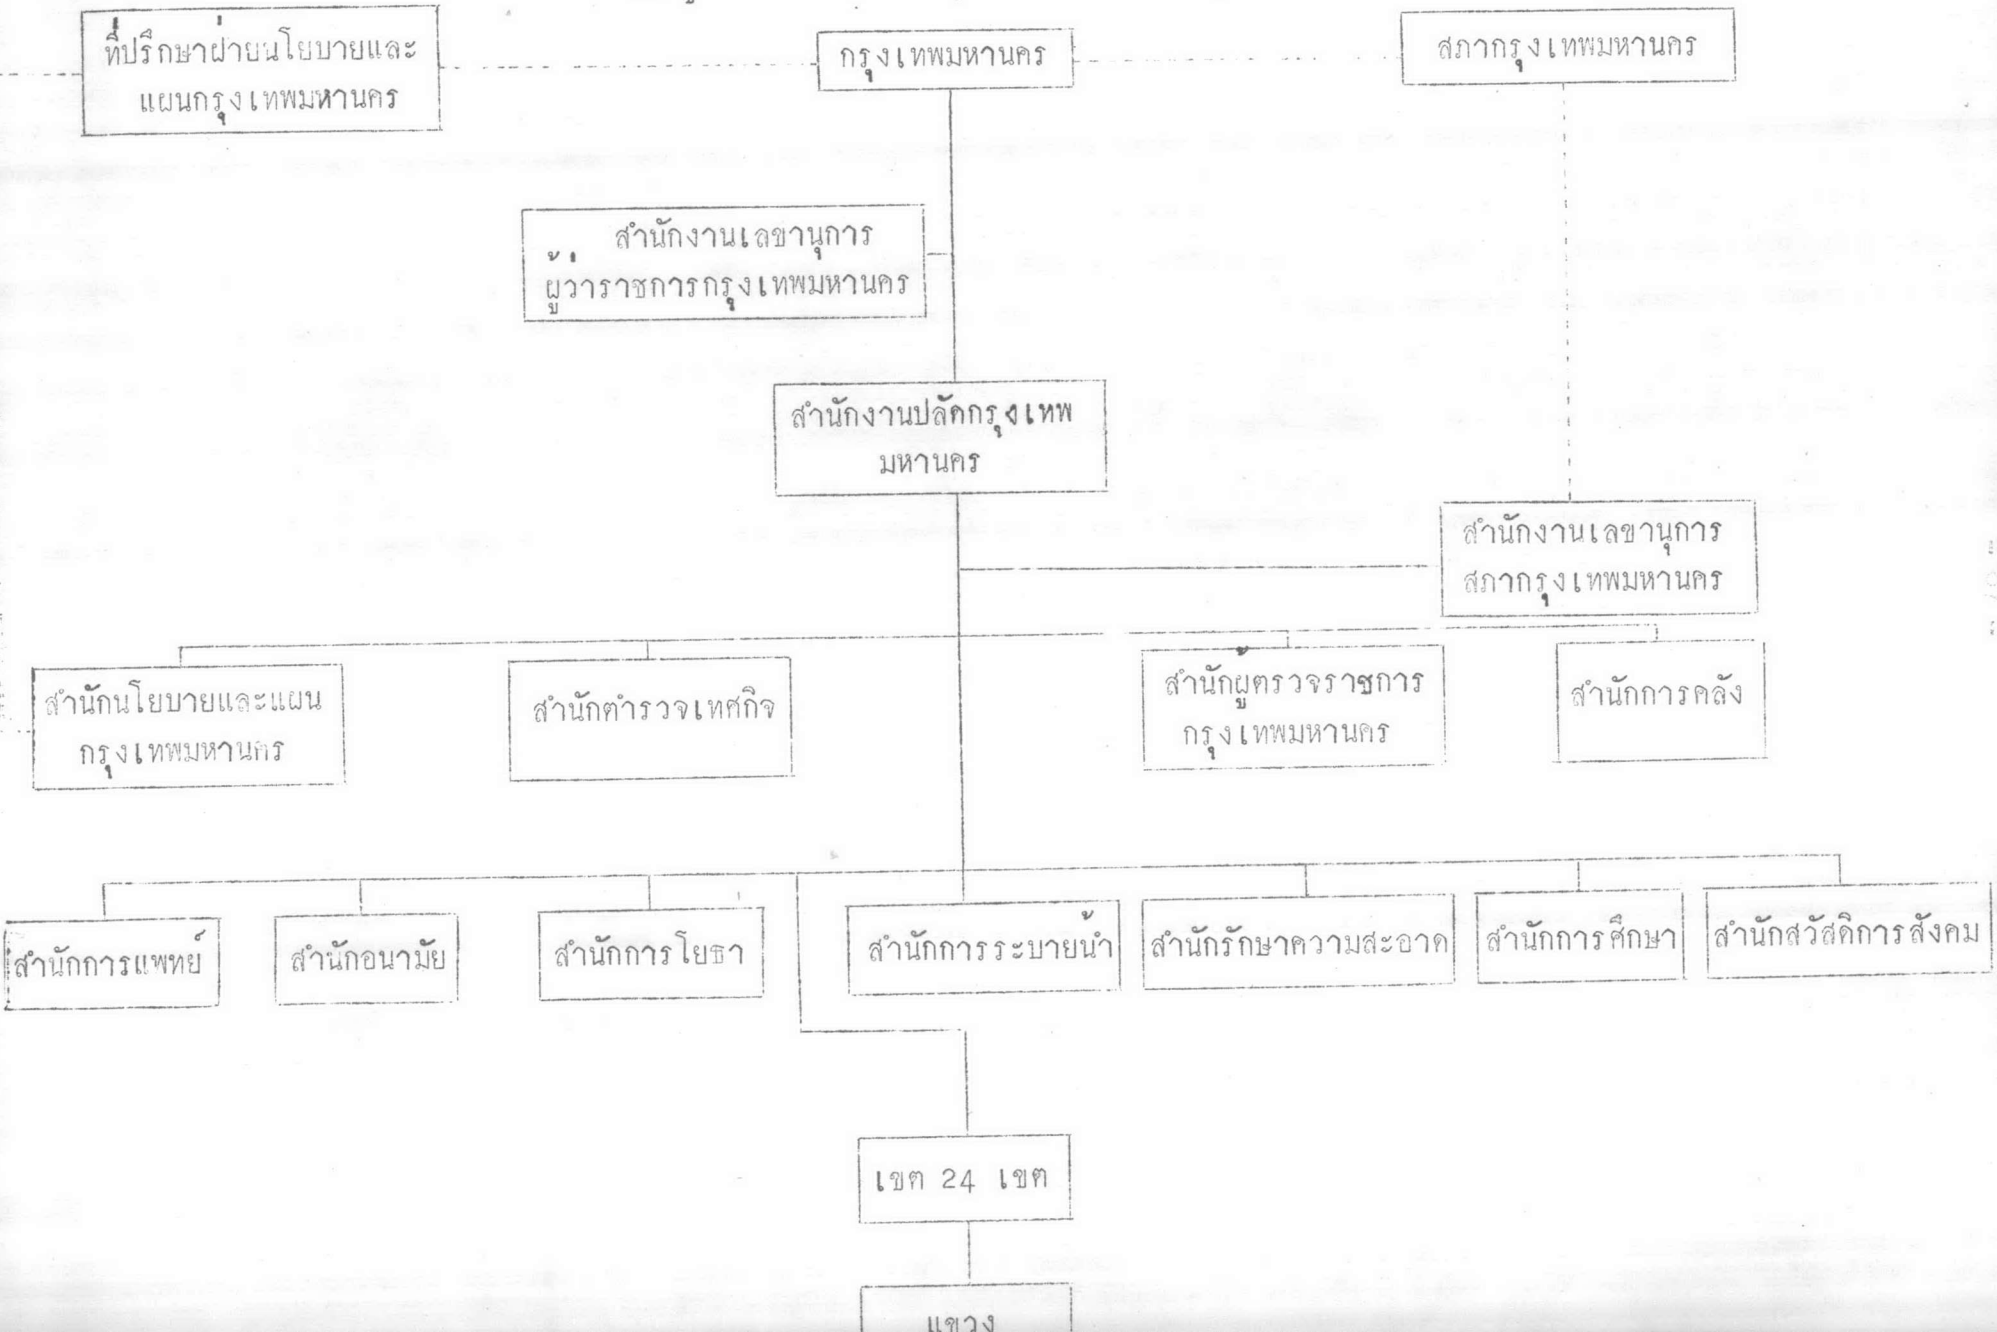 ที่ปรึกษาฝ่ายนโยบายและ
แผนกรุงเทพมหานคร
กรุงเทพมหานคร
สภากรุงเทพมหานคร
สำนักงานเลขานุการ
ผู้ว่าราชการกรุงเทพมหานคร
สำนักงานปลัดกรุงเทพ
มหานคร
สำนักงานเลขานุการ
สภากรุงเทพมหานคร
สำนักนโยบายและแผน
กรุงเทพมหานคร
สำนักตำรวจเทศกิจ
สำนักผู้ตรวจราชการ
กรุงเทพมหานคร
สำนักการคลัง
สำนักการแพทย์
สำนักอนามัย
สำนักการโยธา
สำนักการระบายน้ำ
สำนักรักษาความสะอาด
สำนักการศึกษา
สำนักสวัสดิการสังคม
เขต 24 เขต
แขวง